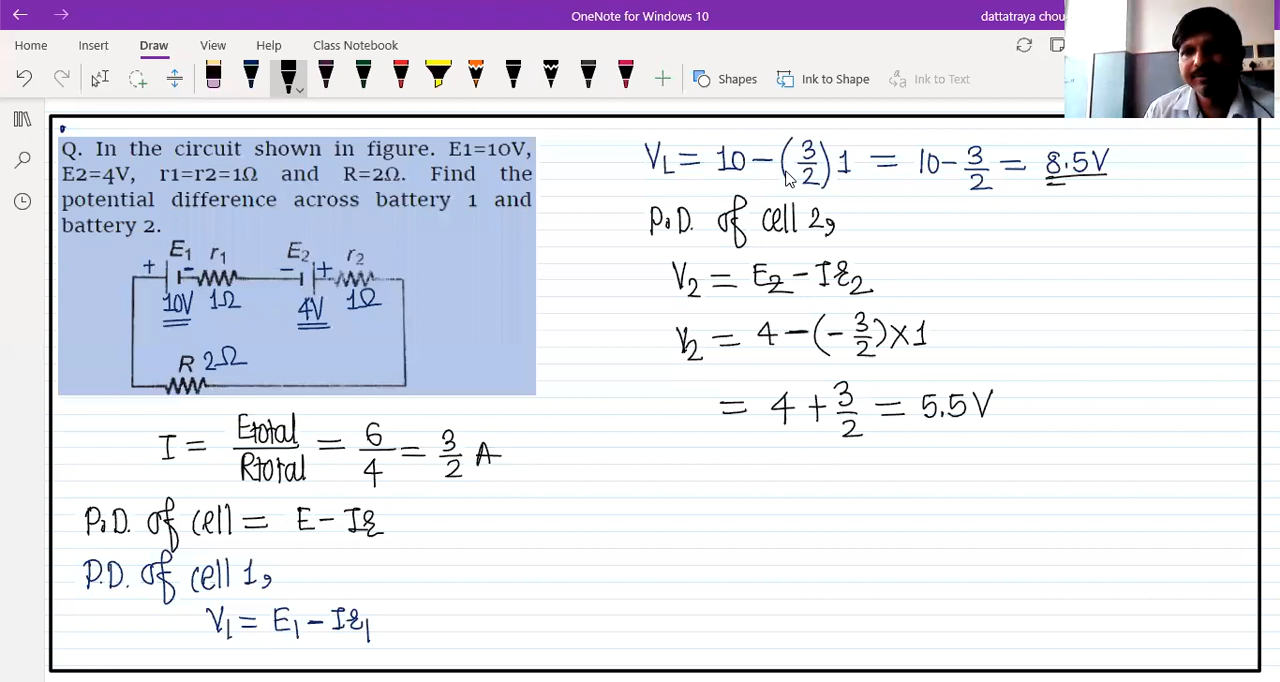 OneNote for Windows 10
dattatraya chou
Home Insert Draw View Help Class Notebook
Shapes Ink to Shape Ink to Text
Q. In the circuit shown in figure. E1=10V,
E2=4V, r1=r2=1Ω and R=2Ω. Find the
potential difference across battery 1 and
battery 2.
E₁ r₁ E₂ r₂
+ - - +
10V 1Ω 4V 1Ω
R 2Ω
I = Etotal/Rtotal = 6/4 = 3/2 A
P.D. of cell = E - Ir
P.D. of cell 1,
V₁ = E₁ - Ir₁
V₁ = 10 - (3/2) 1 = 10 - 3/2 = 8.5V
P.D. of cell 2,
V₂ = E₂ - Ir₂
V₂ = 4 - (- 3/2) × 1
= 4 + 3/2 = 5.5V